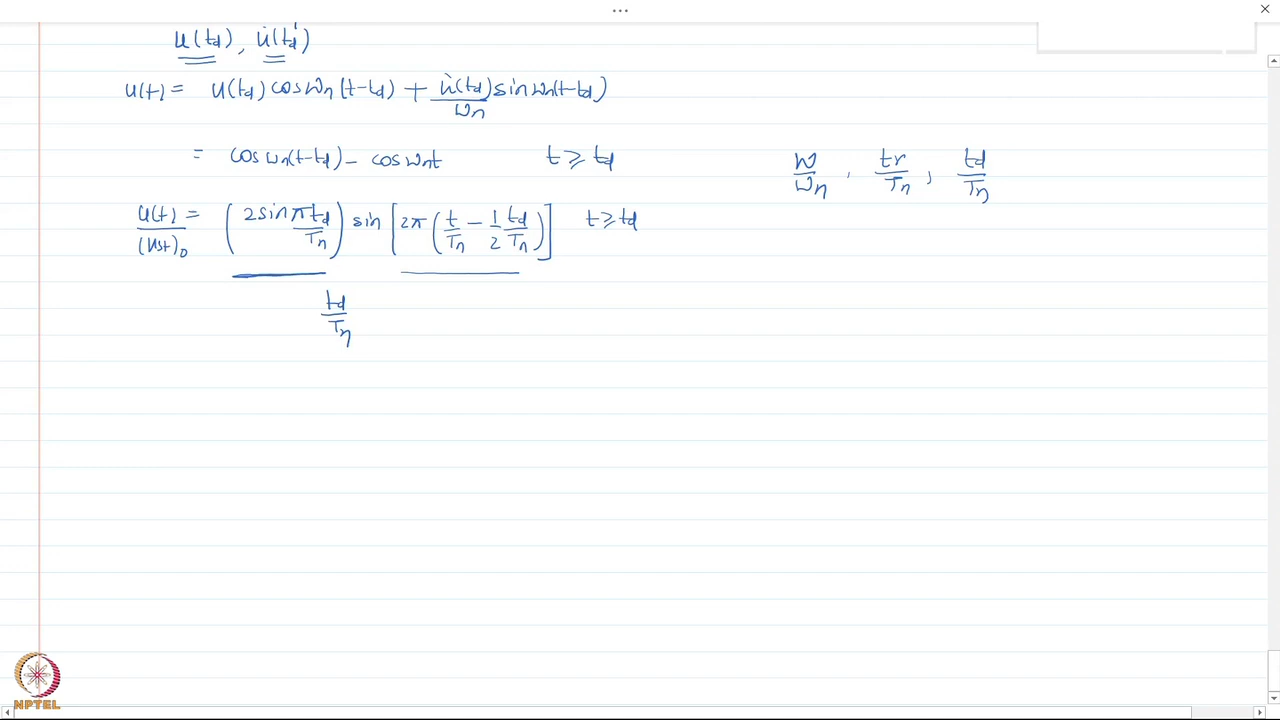 u(td), u̇(td)
u(t) = u(td) cos ωn (t-td) + u̇(td)/ωn sin ωn(t-td)
= cos ωn(t-td) - cos ωnt t ≥ td
ω/ωn , tr/Tn , td/Tn
u(t)/(ust)0 = (2 sin π td/Tn) sin [2π (t/Tn - 1/2 td/Tn)] t ≥ td
td/Tn
NPTEL